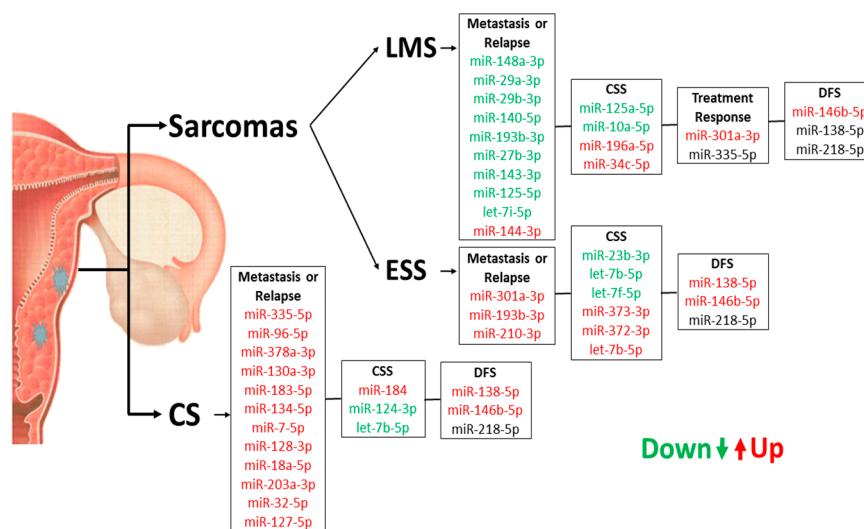 LMS
Metastasis or
Relapse
miR-148a-3p
miR-29a-3p
miR-29b-3p
miR-140-5p
miR-193b-3p
miR-27b-3p
miR-143-3p
miR-125-5p
let-7i-5p
miR-144-3p
CSS
miR-125a-5p
miR-10a-5p
miR-196a-5p
miR-34c-5p
Treatment
Response
miR-301a-3p
miR-335-5p
DFS
miR-146b-5p
miR-138-5p
miR-218-5p
Sarcomas
ESS
Metastasis or
Relapse
miR-301a-3p
miR-193b-3p
miR-210-3p
CSS
miR-23b-3p
let-7b-5p
let-7f-5p
miR-373-3p
miR-372-3p
let-7b-5p
DFS
miR-138-5p
miR-146b-5p
miR-218-5p
CS
Metastasis or
Relapse
miR-335-5p
miR-96-5p
miR-378a-3p
miR-130a-3p
miR-183-5p
miR-134-5p
miR-7-5p
miR-128-3p
miR-18a-5p
miR-203a-3p
miR-32-5p
miR-127-5p
CSS
miR-184
miR-124-3p
let-7b-5p
DFS
miR-138-5p
miR-146b-5p
miR-218-5p
Down Up